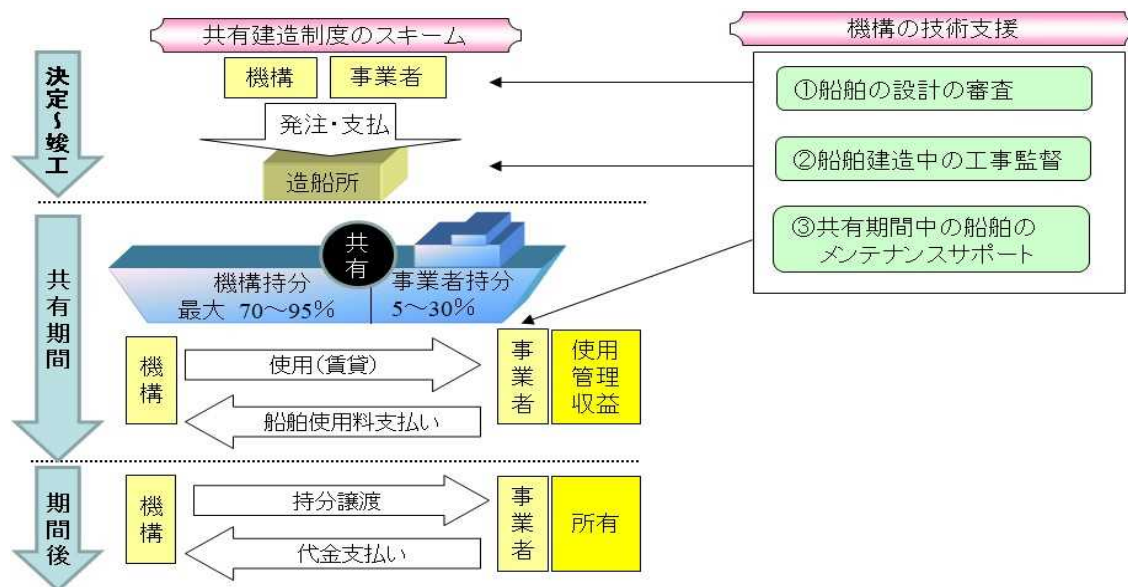 共有建造制度のスキーム
機構の技術支援
決定～竣工
機構
事業者
発注・支払
造船所
①船舶の設計の審査
②船舶建造中の工事監督
③共有期間中の船舶の
メンテナンスサポート
共有期間
共有
機構持分
最大 70～95%
事業者持分
5～30%
機構
使用(賃貸)
船舶使用料支払い
事業者
使用
管理
収益
期間後
機構
持分譲渡
代金支払い
事業者
所有